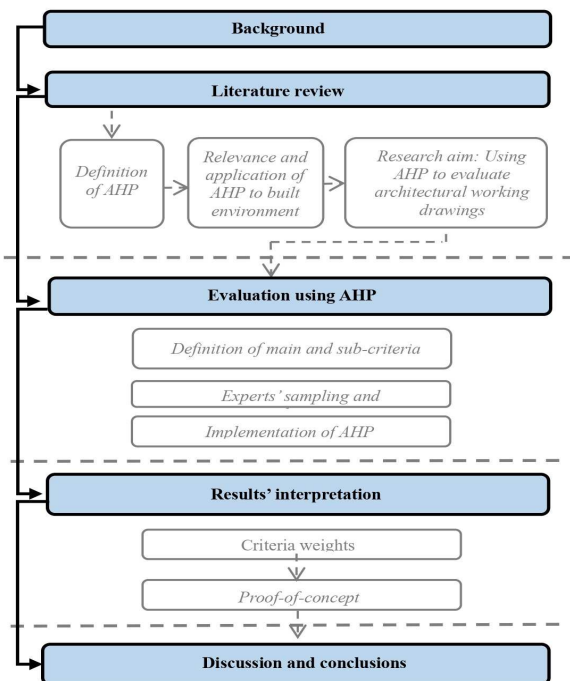 Background
Literature review
Definition
of AHP
Relevance and
application of
AHP to built
environment
Research aim: Using
AHP to evaluate
architectural working
drawings
Evaluation using AHP
Definition of main and sub-criteria
Experts' sampling and
Implementation of AHP
Results' interpretation
Criteria weights
Proof-of-concept
Discussion and conclusions